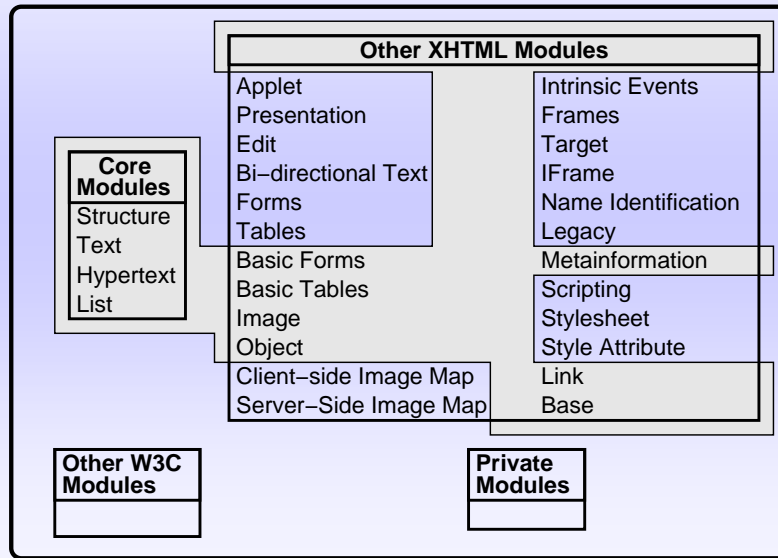 Other XHTML Modules
Applet
Presentation
Edit
Bi−directional Text
Forms
Tables
Basic Forms
Basic Tables
Image
Object
Client−side Image Map
Server−Side Image Map
Intrinsic Events
Frames
Target
IFrame
Name Identification
Legacy
Metainformation
Scripting
Stylesheet
Style Attribute
Link
Base
Core
Modules
Structure
Text
Hypertext
List
Other W3C
Modules
Private
Modules